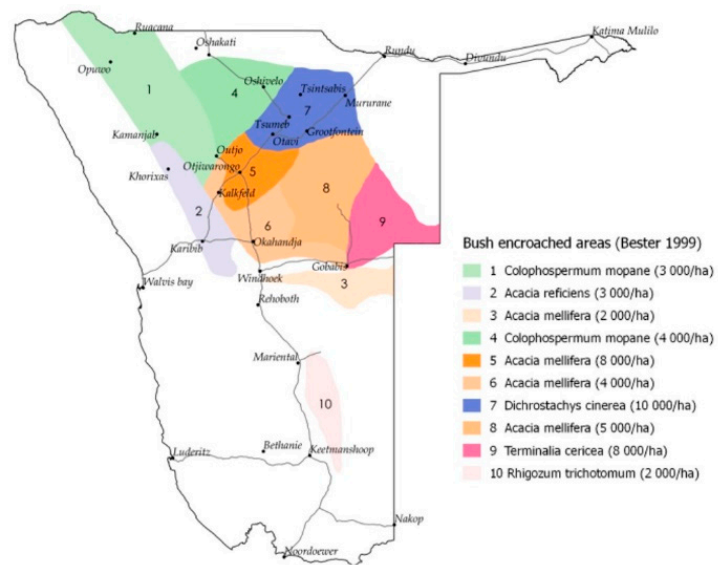 Ruacana
Oshakati
Katima Mulilo
Rundu
Divundu
Opuwo
1
Oshivelo
4
Tsintsabis
7
Mururane
Tsumeb
Grootfontein
Kamanjab
Otavi
Outjo
Khorixas
Otjiwarongo
5
8
Kalkfeld
2
6
9
Karibib
Okahandja
Gobabis
Windhoek
3
Walvis bay
Rehoboth
Mariental
10
Bethanie
Luderitz
Keetmanshoop
Nakop
Noordoewer
Bush encroached areas (Bester 1999)
1 Colophospermum mopane (3 000/ha)
2 Acacia reficiens (3 000/ha)
3 Acacia mellifera (2 000/ha)
4 Colophospermum mopane (4 000/ha)
5 Acacia mellifera (8 000/ha)
6 Acacia mellifera (4 000/ha)
7 Dichrostachys cinerea (10 000/ha)
8 Acacia mellifera (5 000/ha)
9 Terminalia cericea (8 000/ha)
10 Rhigozum trichotomum (2 000/ha)